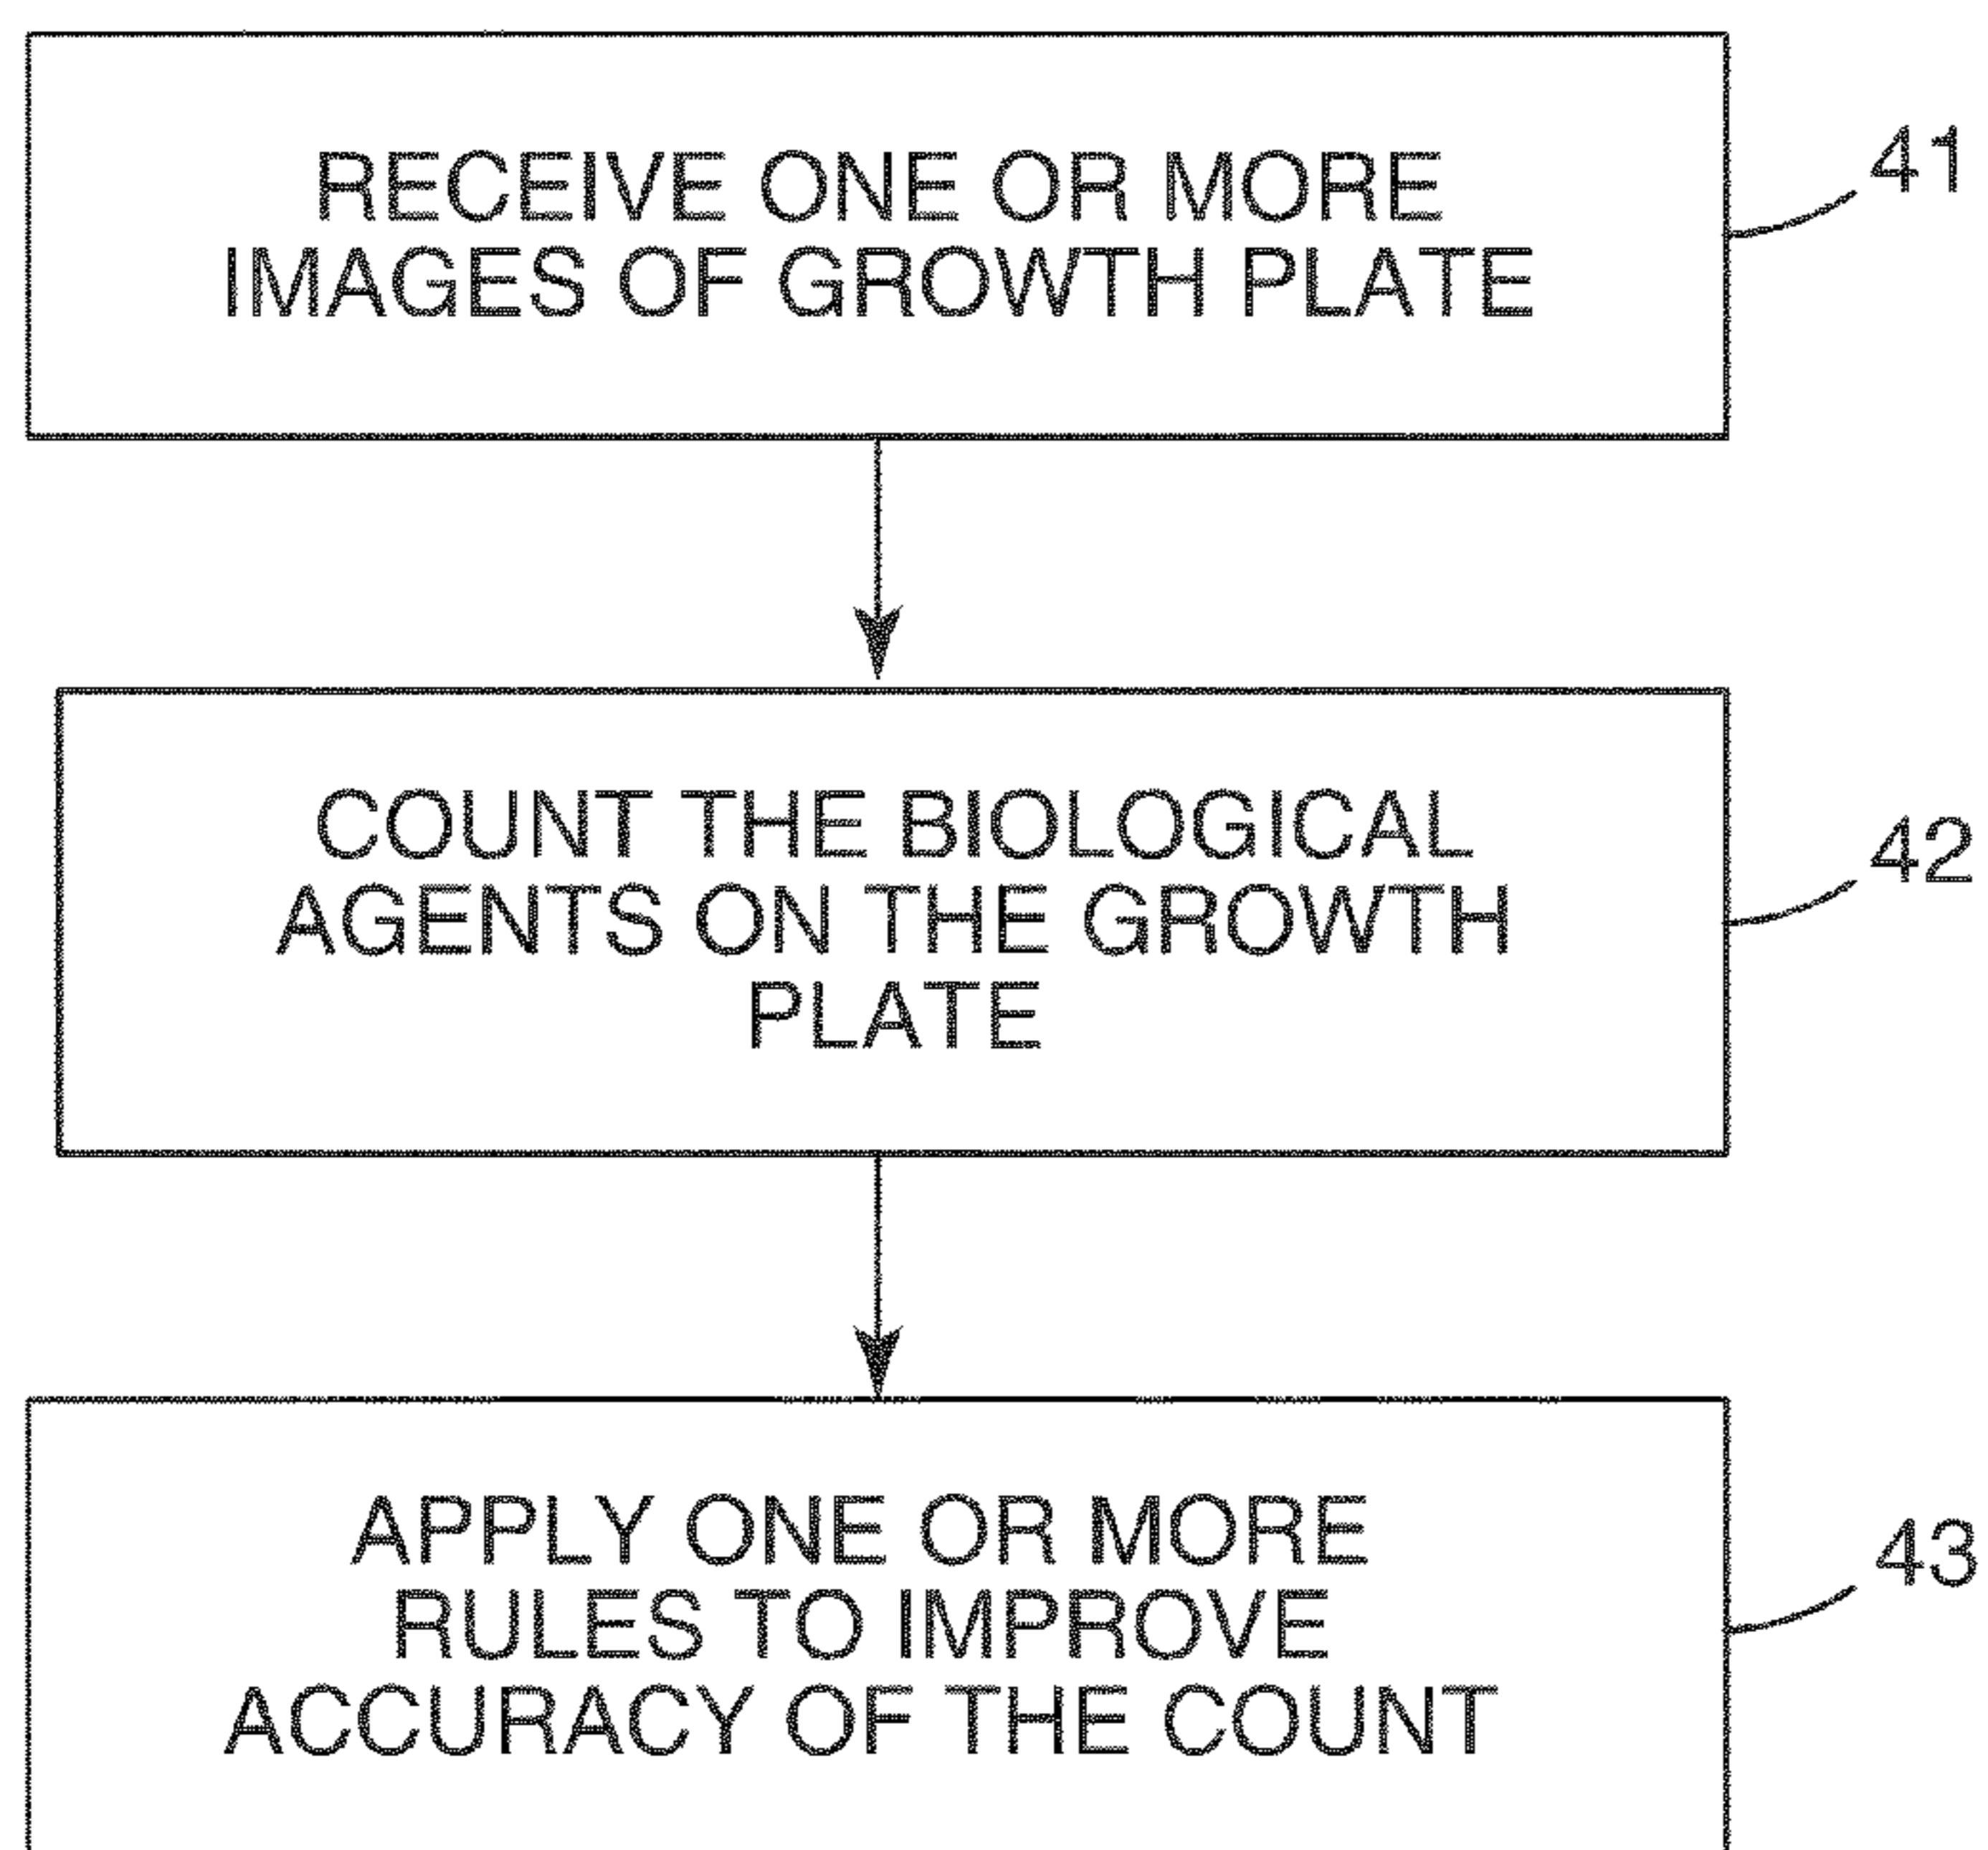 RECEIVE ONE OR MORE
IMAGES OF GROWTH PLATE
41
COUNT THE BIOLOGICAL
AGENTS ON THE GROWTH
PLATE
42
APPLY ONE OR MORE
RULES TO IMPROVE
ACCURACY OF THE COUNT
43